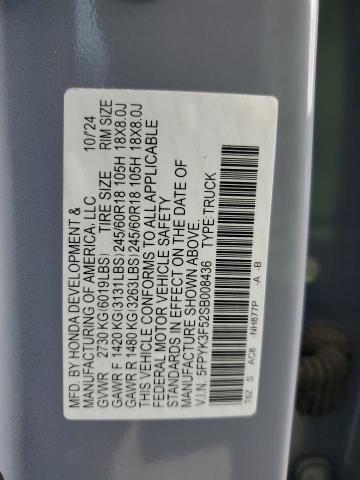 MFD. BY HONDA DEVELOPMENT &
MANUFACTURING OF AMERICA, LLC 10/'24
GVWR 2730 KG(6019LBS) TIRE SIZE RIM SIZE
GAWR F 1420 KG(3131LBS)245/60R18 105H 18X8.0J
GAWR R 1480 KG(3263LBS)245/60R18 105H 18X8.0J
THIS VEHICLE CONFORMS TO ALL APPLICABLE
FEDERAL MOTOR VEHICLE SAFETY
STANDARDS IN EFFECT ON THE DATE OF
MANUFACTURE SHOWN ABOVE.
V.I.N. 5FPYK3F52SB008436 TYPE:TRUCK
T6Z S AC8 NH877P -A -B